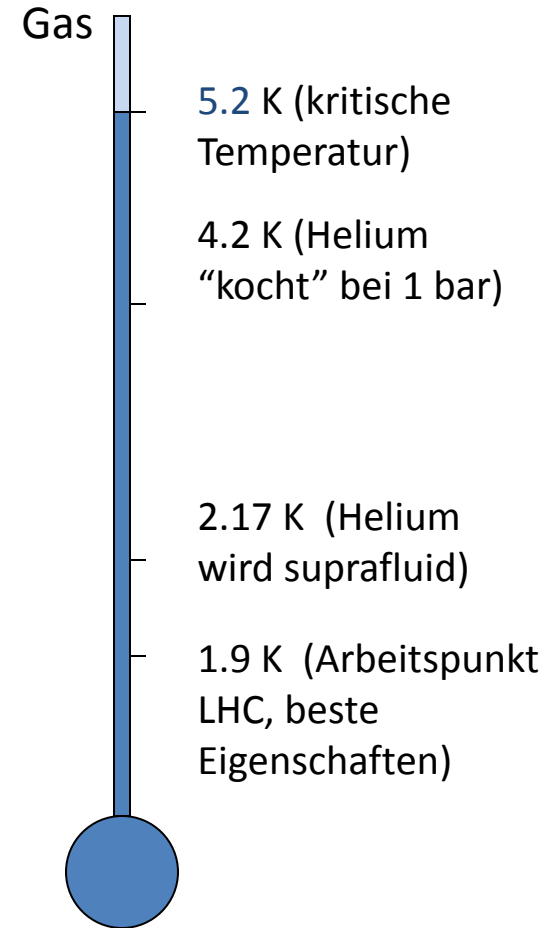 Gas
5.2 K (kritische
Temperatur)
4.2 K (Helium
“kocht” bei 1 bar)
2.17 K  (Helium
wird suprafluid)
1.9 K  (Arbeitspunkt
LHC, beste
Eigenschaften)